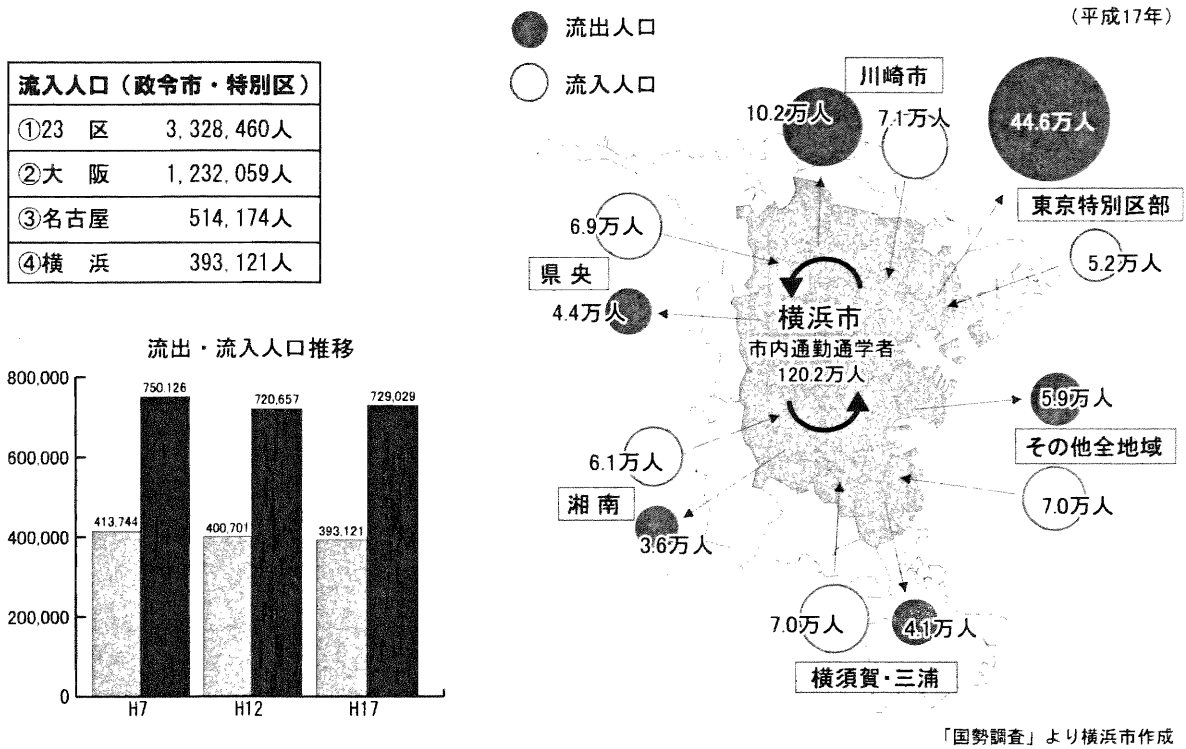 (平成17年)
流出人口
流入人口
流入人口(政令市・特別区)
①23 区 3,328,460人
②大 阪 1,232,059人
③名古屋 514,174人
④横 浜 393,121人
川崎市
10.2万人
7.1万人
44.6万人
東京特別区部
5.2万人
6.9万人
県央
4.4万人
横浜市
市内通勤通学者
120.2万人
5.9万人
その他全地域
7.0万人
6.1万人
湘南
3.6万人
7.0万人
4.1万人
横須賀・三浦
流出・流入人口推移
800,000
600,000
400,000
200,000
0
413,744
750,126
400,701
720,657
393,121
729,029
H7
H12
H17
「国勢調査」より横浜市作成